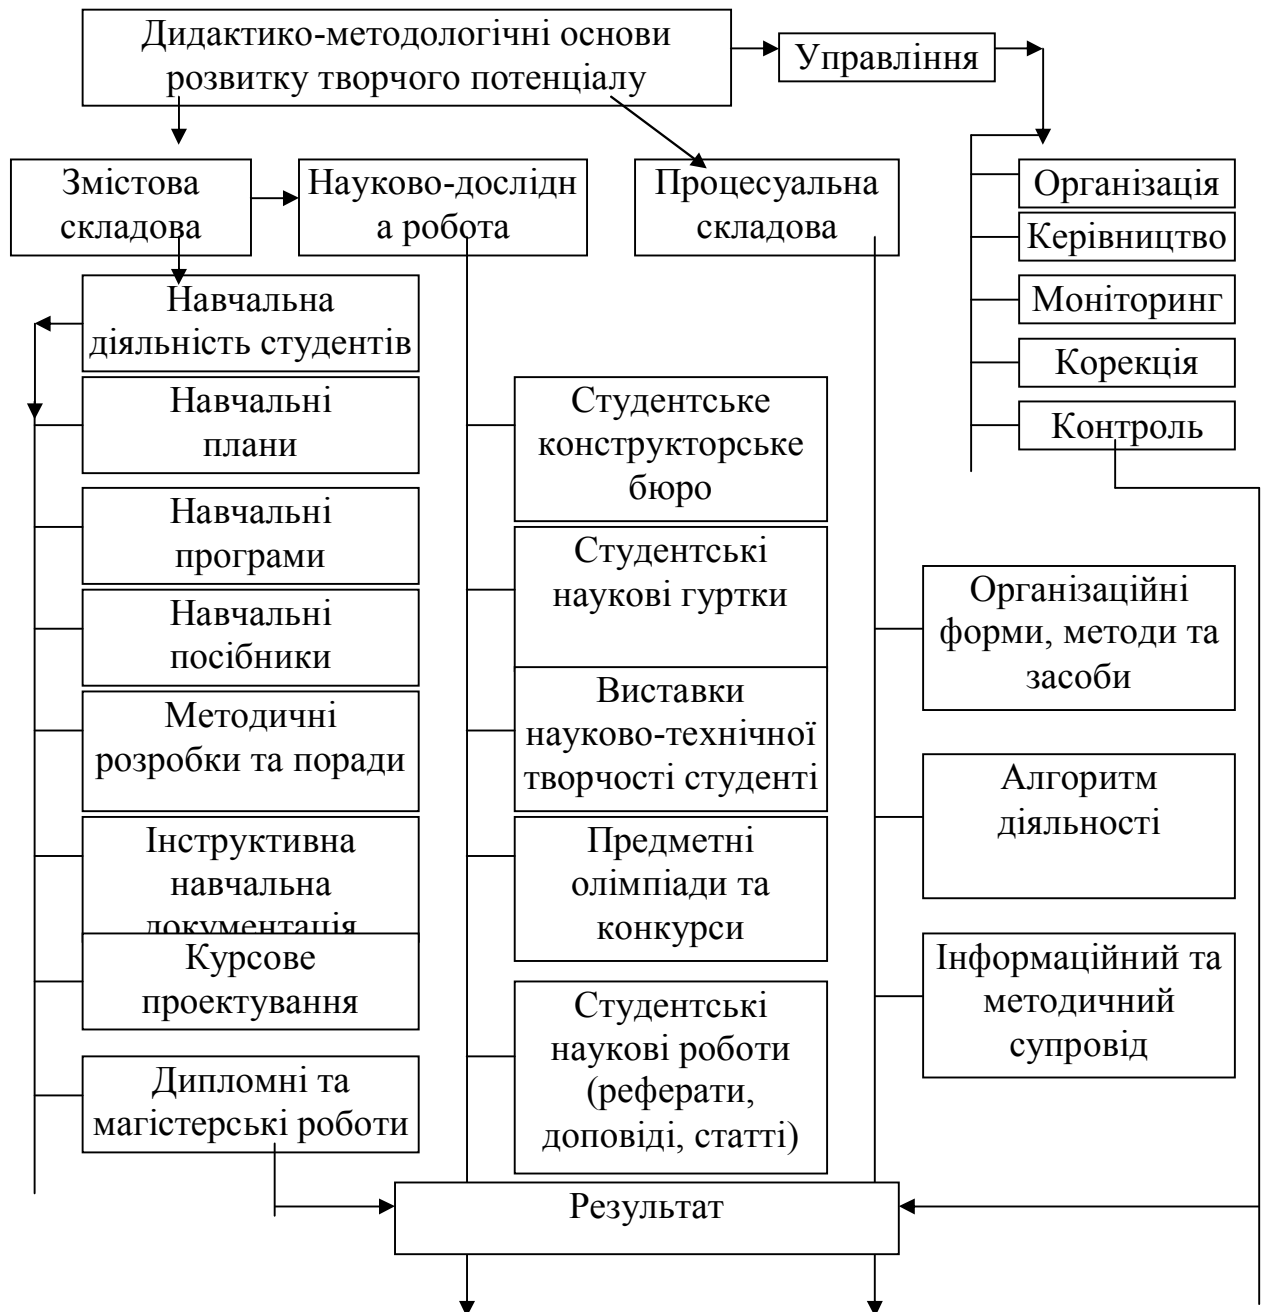 Дидактико-методологічні основи
розвитку творчого потенціалу
Управління
Змістова
складова
Науково-дослідн
а робота
Процесуальна
складова
Організація
Керівництво
Моніторинг
Корекція
Контроль
Навчальна
діяльність студентів
Навчальні
плани
Навчальні
програми
Навчальні
посібники
Методичні
розробки та поради
Інструктивна
навчальна
документація
Курсове
проектування
Дипломні та
магістерські роботи
Студентське
конструкторське
бюро
Студентські
наукові гуртки
Виставки
науково-технічної
творчості студенті
Предметні
олімпіади та
конкурси
Студентські
наукові роботи
(реферати,
доповіді, статті)
Організаційні
форми, методи та
засоби
Алгоритм
діяльності
Інформаційний та
методичний
супровід
Результат